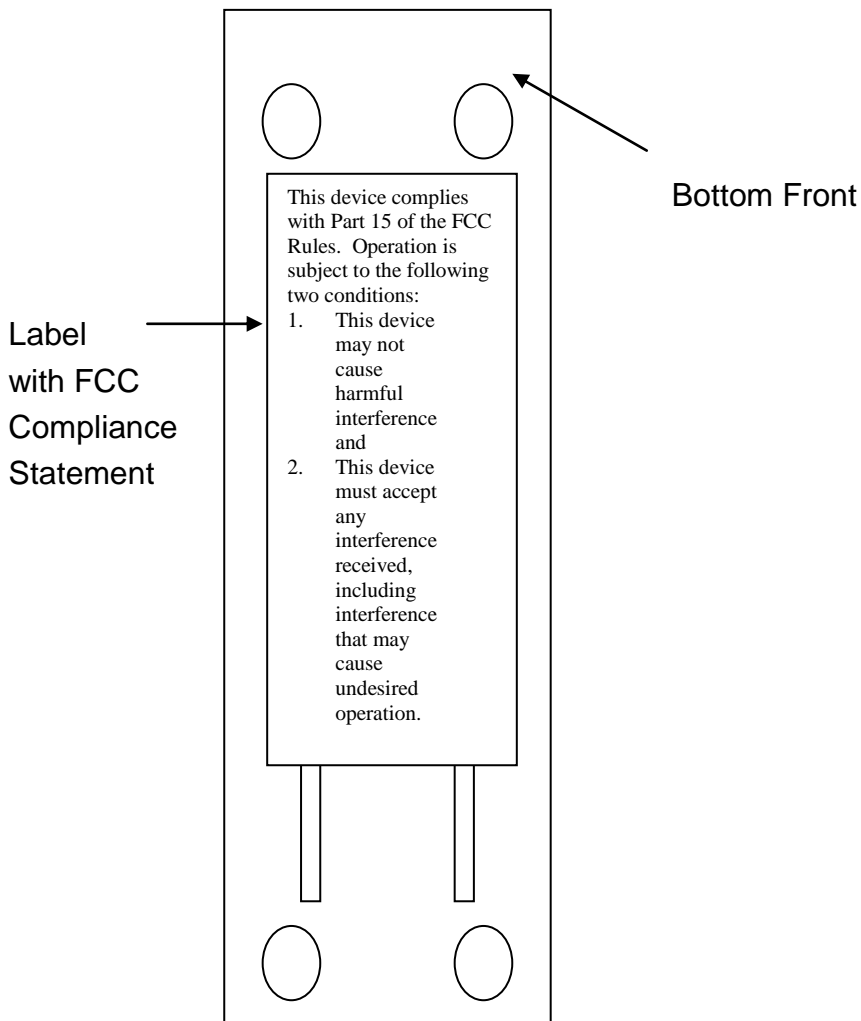 Bottom Front
Label
with FCC
Compliance
Statement
This device complies
with Part 15 of the FCC
Rules.  Operation is
subject to the following
two conditions:
1. This device
may not
cause
harmful
interference
and
2. This device
must accept
any
interference
received,
including
interference
that may
cause
undesired
operation.